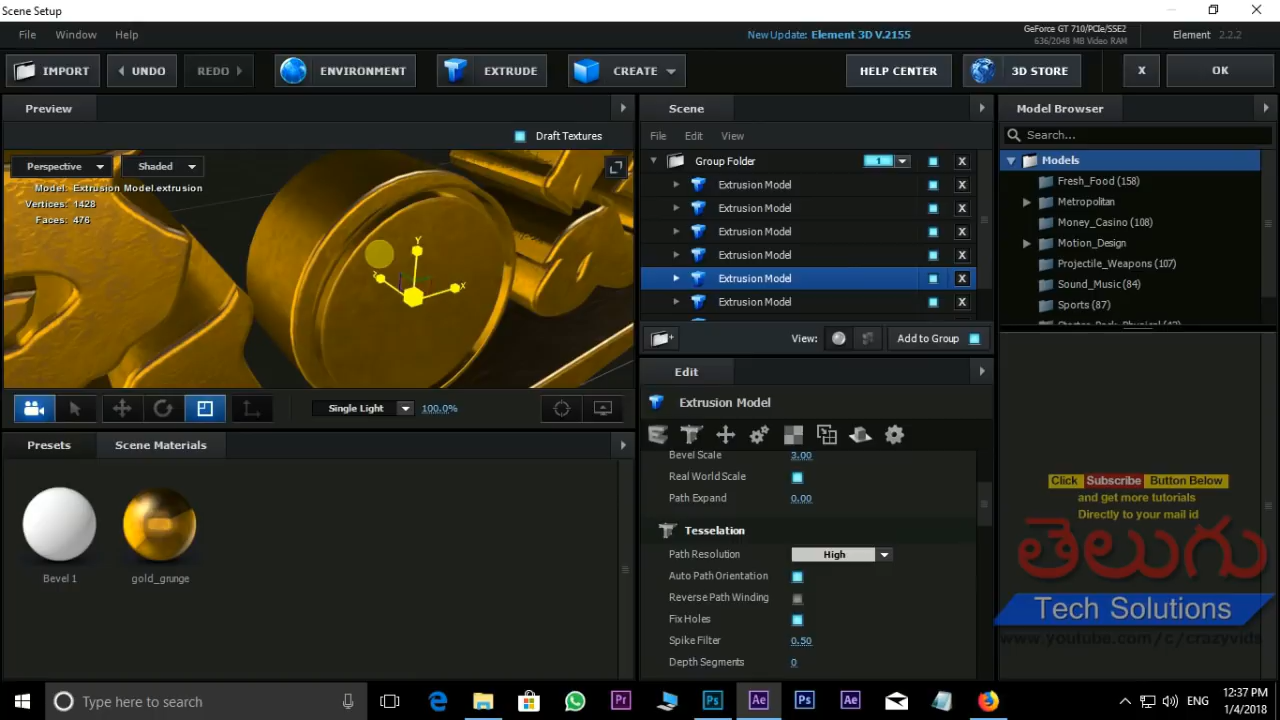 Scene Setup
File Window Help
New Update: Element 3D V.2155
GeForce GT 710/PCIe/SSE2
636/2048 MB Video RAM
Element 2.2.2
IMPORT UNDO REDO ENVIRONMENT EXTRUDE CREATE HELP CENTER 3D STORE X OK
Preview
Draft Textures
Perspective Shaded
Model: Extrusion Model.extrusion
Vertices: 1428
Faces: 476
Y
Z
X
Single Light 100.0%
Presets Scene Materials
Bevel 1 gold_grunge
Scene
File Edit View
Group Folder 1 X
Extrusion Model X
Extrusion Model X
Extrusion Model X
Extrusion Model X
Extrusion Model X
Extrusion Model X
View: Add to Group
Edit
Extrusion Model
Bevel Scale 3.00
Real World Scale
Path Expand 0.00
Tesselation
Path Resolution High
Auto Path Orientation
Reverse Path Winding
Fix Holes
Spike Filter 0.50
Depth Segments 0
Model Browser
Search...
Models
Fresh_Food (158)
Metropolitan
Money_Casino (108)
Motion_Design
Projectile_Weapons (107)
Sound_Music (84)
Sports (87)
Click Subscribe Button Below
and get more tutorials
Directly to your mail id
తెలుగు
Tech Solutions
www.youtube.com/c/crazyvids
Type here to search
ENG
12:37 PM
1/4/2018